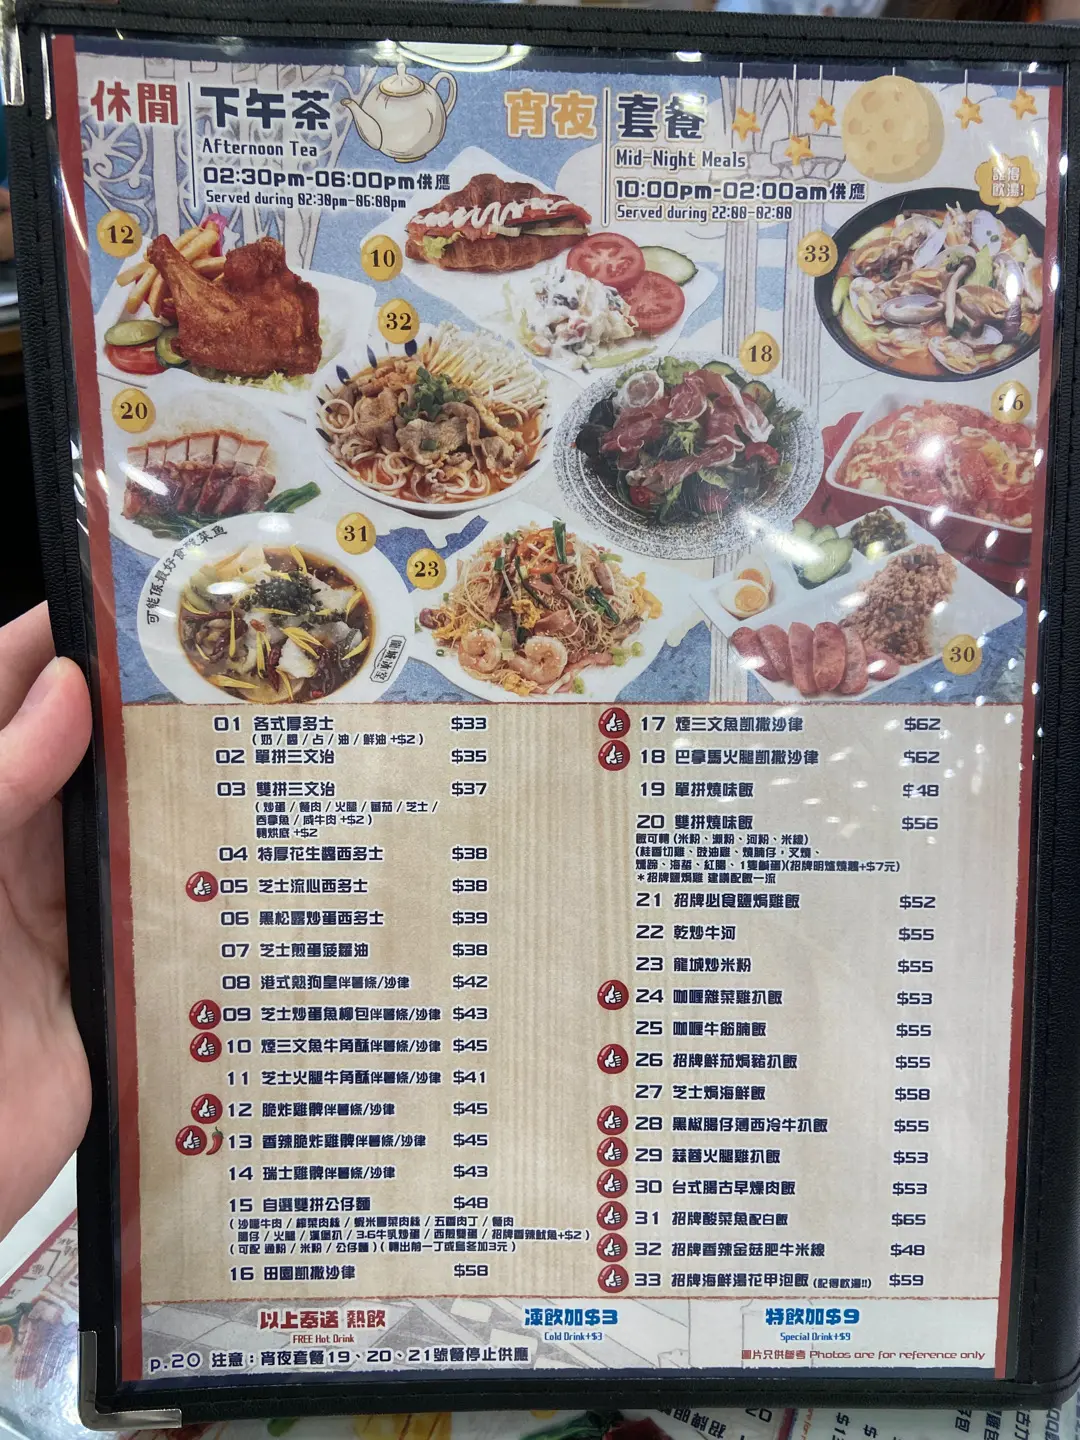 休閒 下午茶
Afternoon Tea
02:30pm-06:00pm供應
Served during 02:30pm-06:00pm
宵夜 套餐
Mid-Night Meals
10:00pm-02:00am供應
Served during 22:00-02:00
飲湯!
12
10
33
32
18
20
31
23
30
可能係最好食酸菜魚
龍城冰室
01 各式厚多士 $33
(奶/醬/占/油/鮮油+$2)
02 單拼三文治 $35
03 雙拼三文治 $37
(炒蛋/餐肉/火腿/蕃茄/芝士/
吞拿魚/咸牛肉+$2)
轉烘底+$2
04 特厚花生醬西多士 $38
05 芝士流心西多士 $38
06 黑松露炒蛋西多士 $39
07 芝士煎蛋菠蘿油 $38
08 港式熱狗皇伴薯條/沙律 $42
09 芝士炒蛋魚柳包伴薯條/沙律 $43
10 煙三文魚牛角酥伴薯條/沙律 $45
11 芝士火腿牛角酥伴薯條/沙律 $41
12 脆炸雞髀伴薯條/沙律 $45
13 香辣脆炸雞髀伴薯條/沙律 $45
14 瑞士雞髀伴薯條/沙律 $43
15 自選雙拼公仔麵 $48
(沙嗲牛肉/榨菜肉絲/蝦米膠菜肉絲/五香肉丁/餐肉
腸仔/火腿/漢堡扒/3.6牛乳炒蛋/西煎雙蛋/招牌香辣魷魚+$2)
(可配 通粉/米粉/公仔麵)(轉出前一丁或烏冬加3元)
16 田園凱撒沙律 $58
17 煙三文魚凱撒沙律 $62
18 巴拿馬火腿凱撒沙律 $62
19 單拼燒味飯 $48
20 雙拼燒味飯 $56
飯可轉(米粉、瀨粉、河粉、米線)
(桂香切雞、豉油雞、燒腩仔、叉燒、
燻蹄、海蜇、紅腸、1隻鹹蛋)(招牌明爐燒鵝+$7元)
*招牌鹽焗雞 建議配飯一流
21 招牌必食鹽焗雞飯 $52
22 乾炒牛河 $55
23 龍城炒米粉 $55
24 咖喱雜菜雞扒飯 $53
25 咖喱牛筋腩飯 $55
26 招牌鮮茄焗豬扒飯 $55
27 芝士焗海鮮飯 $58
28 黑椒腸仔薄西冷牛扒飯 $55
29 蒜蓉火腿雞扒飯 $53
30 台式腸古早燥肉飯 $53
31 招牌酸菜魚配白飯 $65
32 招牌香辣金菇肥牛米線 $48
33 招牌海鮮湯花甲泡飯(記得飲湯!!) $59
以上奉送 熱飲
FREE Hot Drink
凍飲加$3
Cold Drink+$3
特飲加$9
Special Drink+$9
p.20 注意:宵夜套餐19、20、21號餐停止供應
圖片只供參考 Photos are for reference only